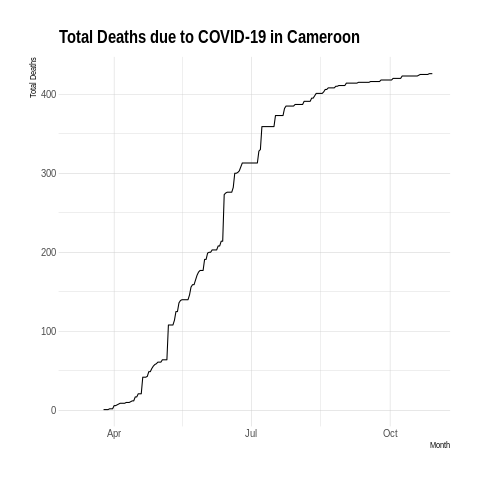 Total Deaths due to COVID-19 in Cameroon
Total Deaths
400
300
200
100
0
Apr
Jul
Oct
Month